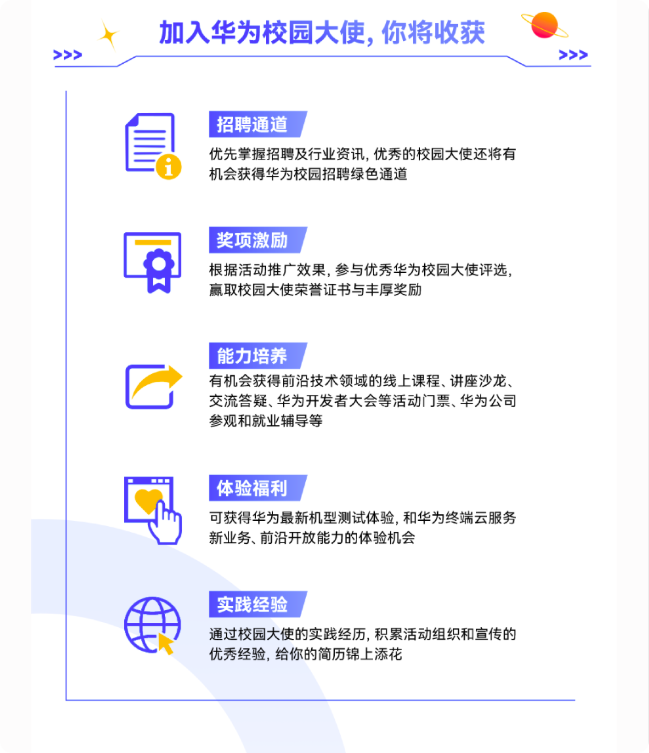 加入华为校园大使, 你将收获
>>>
>>>
招聘通道
优先掌握招聘及行业资讯, 优秀的校园大使还将有
机会获得华为校园招聘绿色通道
奖项激励
根据活动推广效果, 参与优秀华为校园大使评选,
赢取校园大使荣誉证书与丰厚奖励
能力培养
有机会获得前沿技术领域的线上课程、讲座沙龙、
交流答疑、华为开发者大会等活动门票、华为公司
参观和就业辅导等
体验福利
可获得华为最新机型测试体验, 和华为终端云服务
新业务、前沿开放能力的体验机会
实践经验
通过校园大使的实践经历, 积累活动组织和宣传的
优秀经验, 给你的简历锦上添花